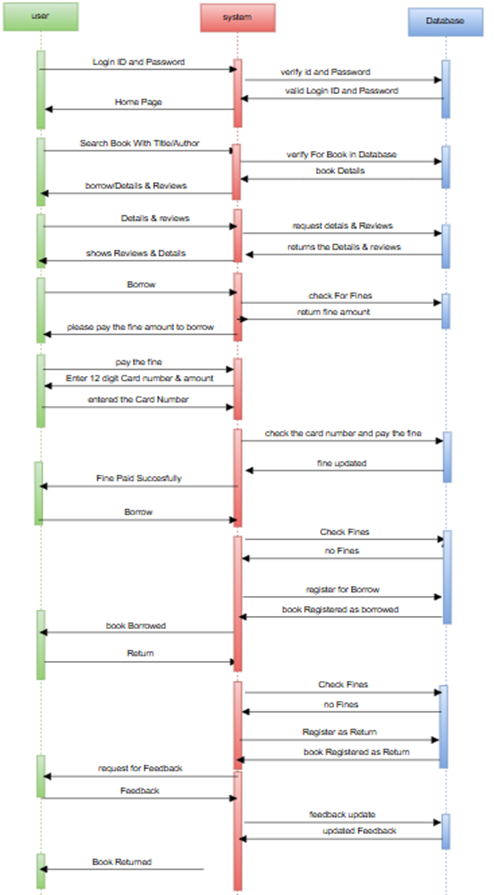 user
system
Database
Login ID and Password
verify id and Password
valid Login ID and Password
Home Page
Search Book With Title/Author
verify For Book in Database
book Details
borrow/Details & Reviews
Details & reviews
request details & Reviews
returns the Details & reviews
shows Reviews & Details
Borrow
check For Fines
return fine amount
please pay the fine amount to borrow
pay the fine
Enter 12 digit Card number & amount
entered the Card Number
check the card number and pay the fine
fine updated
Fine Paid Succesfully
Borrow
Check Fines
no Fines
register for Borrow
book Registered as borrowed
book Borrowed
Return
Check Fines
no Fines
Register as Return
book Registered as Return
request for Feedback
Feedback
feedback update
updated Feedback
Book Returned